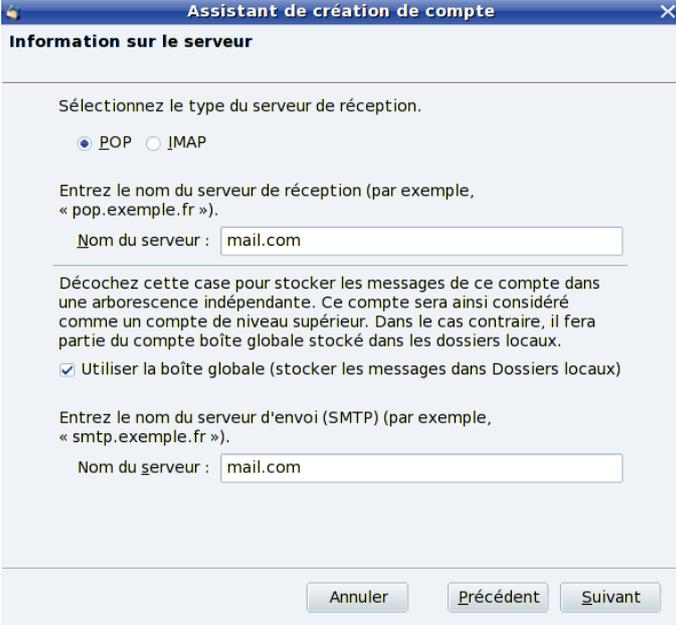 Assistant de création de compte
Information sur le serveur
Sélectionnez le type du serveur de réception.
POP IMAP
Entrez le nom du serveur de réception (par exemple,
« pop.exemple.fr »).
Nom du serveur : mail.com
Décochez cette case pour stocker les messages de ce compte dans
une arborescence indépendante. Ce compte sera ainsi considéré
comme un compte de niveau supérieur. Dans le cas contraire, il fera
partie du compte boîte globale stocké dans les dossiers locaux.
Utiliser la boîte globale (stocker les messages dans Dossiers locaux)
Entrez le nom du serveur d'envoi (SMTP) (par exemple,
« smtp.exemple.fr »).
Nom du serveur : mail.com
Annuler Précédent Suivant